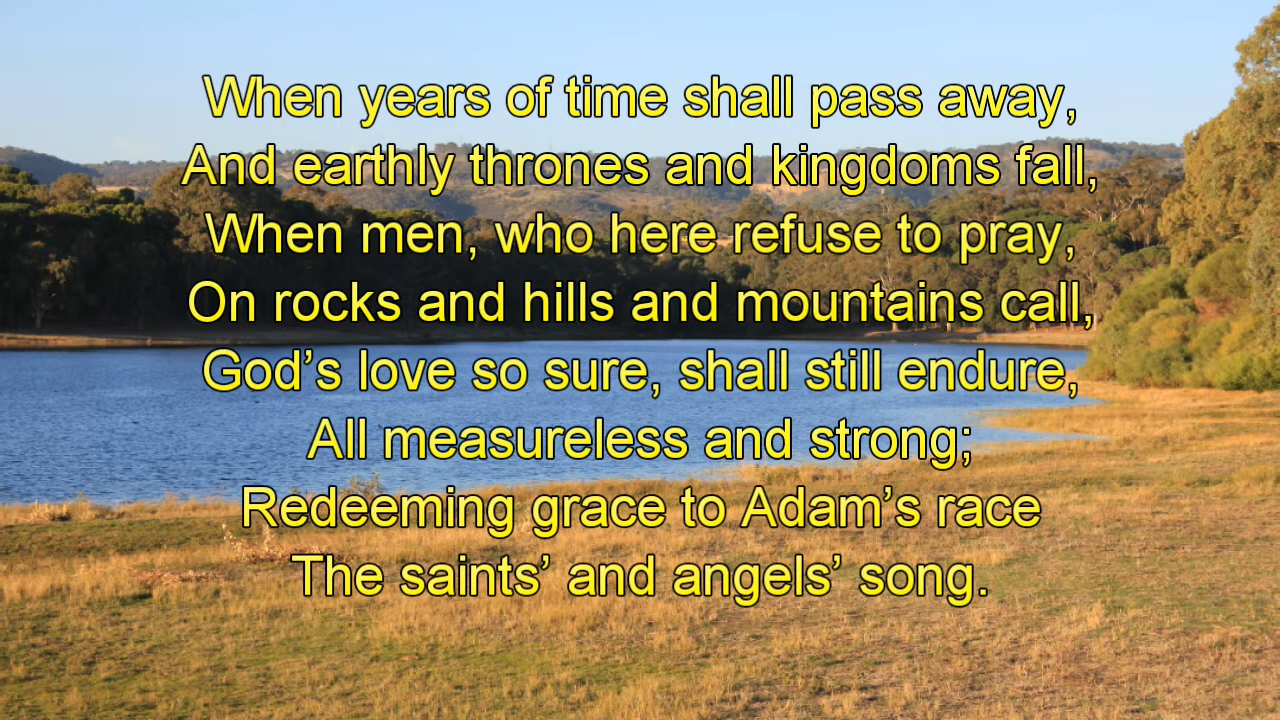 When years of time shall pass away,
And earthly thrones and kingdoms fall,
When men, who here refuse to pray,
On rocks and hills and mountains call,
God’s love so sure, shall still endure,
All measureless and strong;
Redeeming grace to Adam’s race
The saints’ and angels’ song.